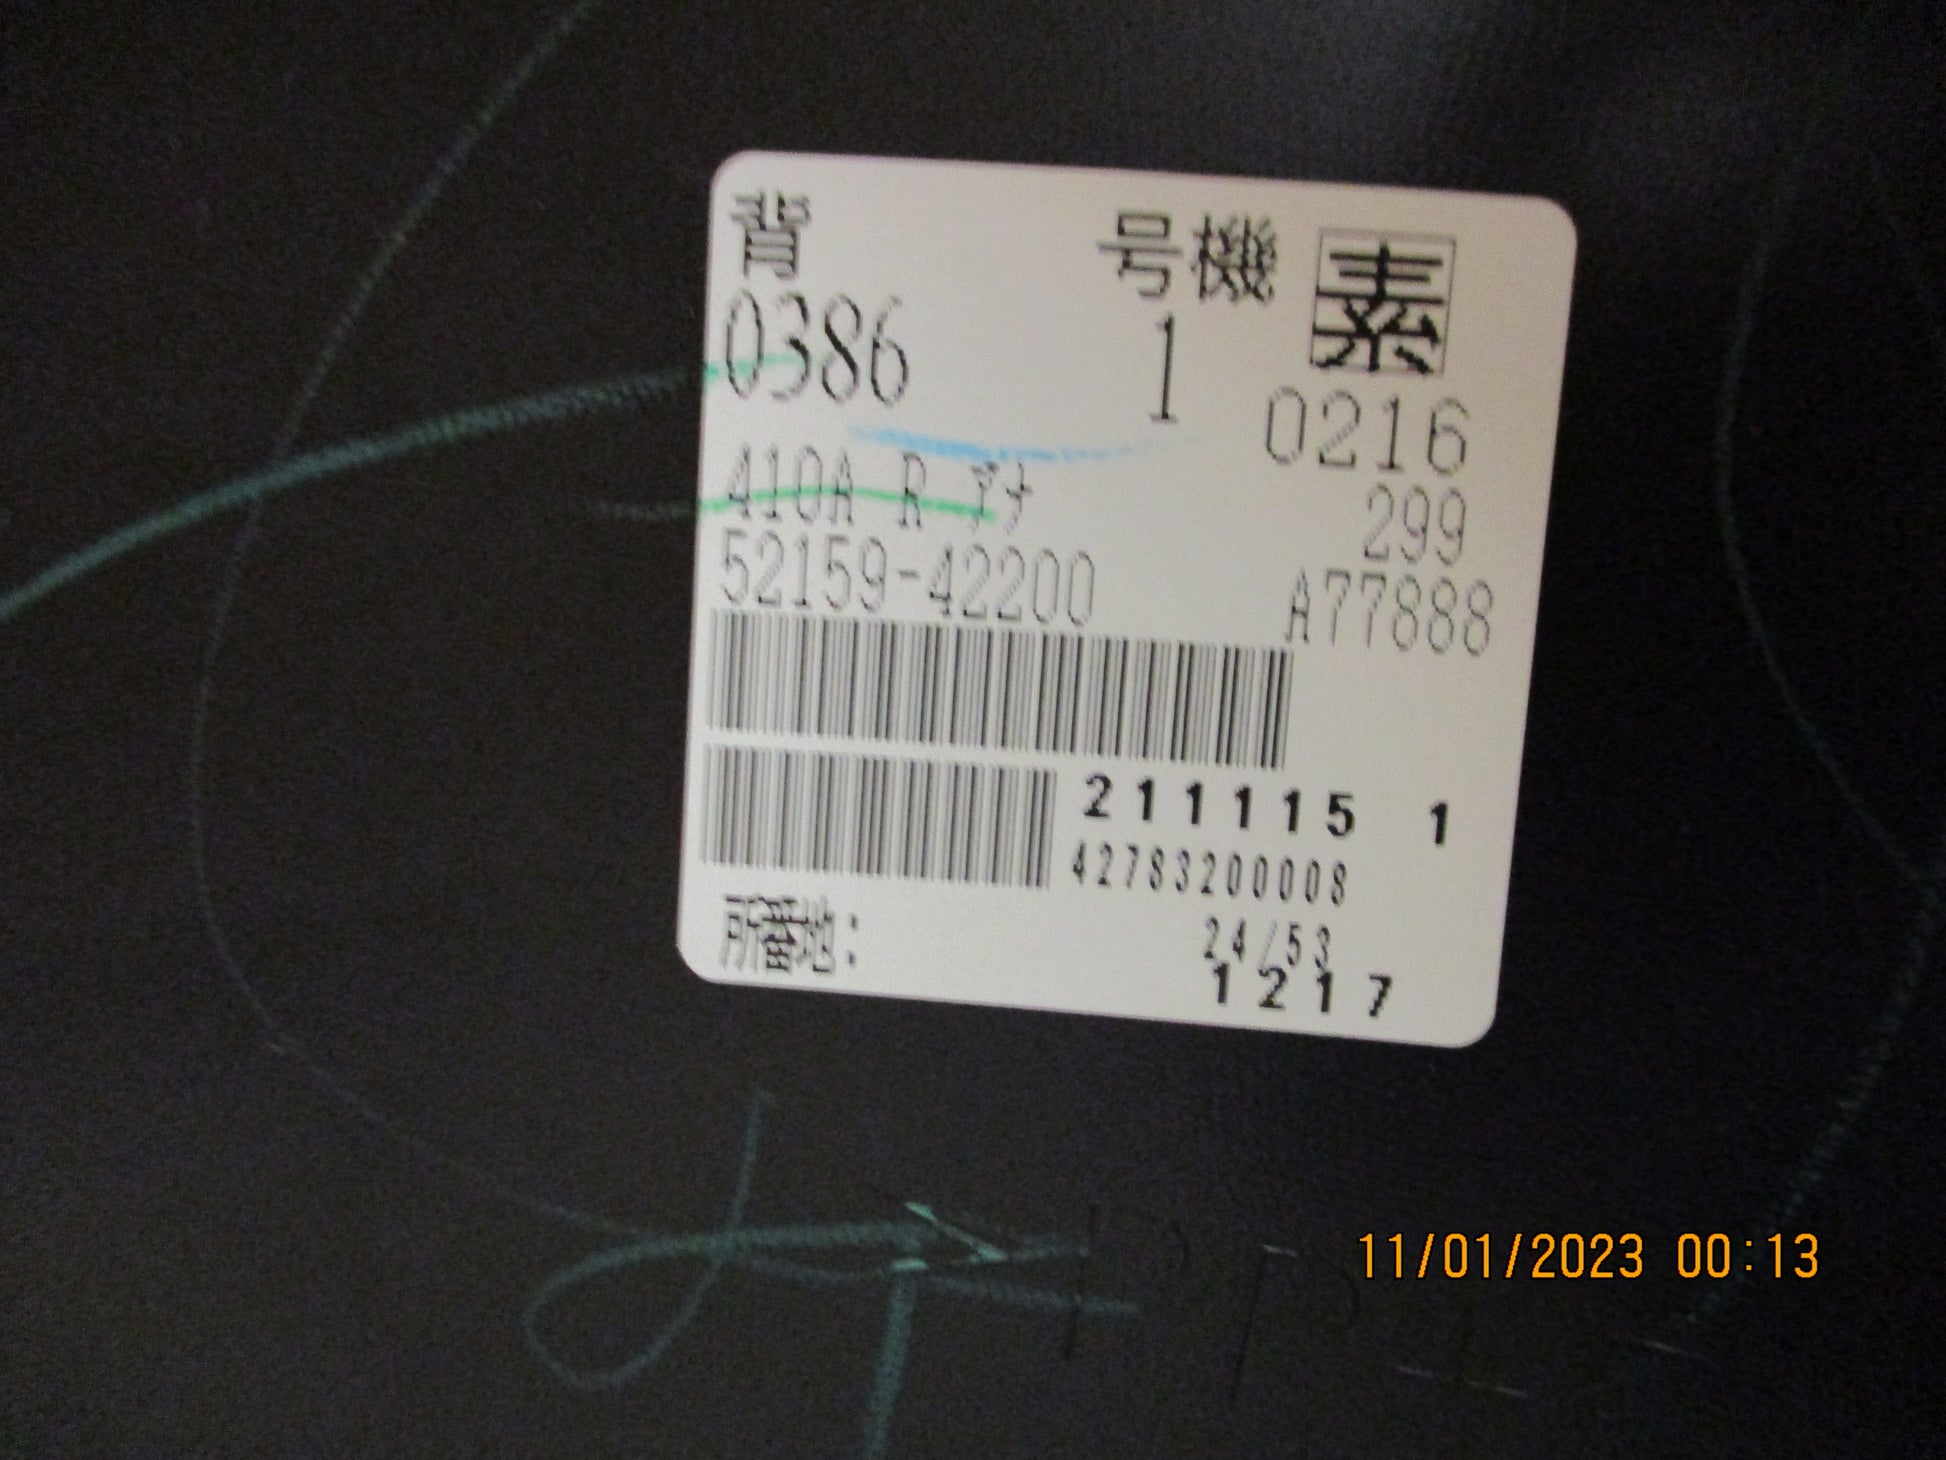 背 号機 素
0386 1 0216
410A R アナ 299
52159-42200 A77888
211115 1
42783200008
所番地: 24/53
1217
11/01/2023 00:13